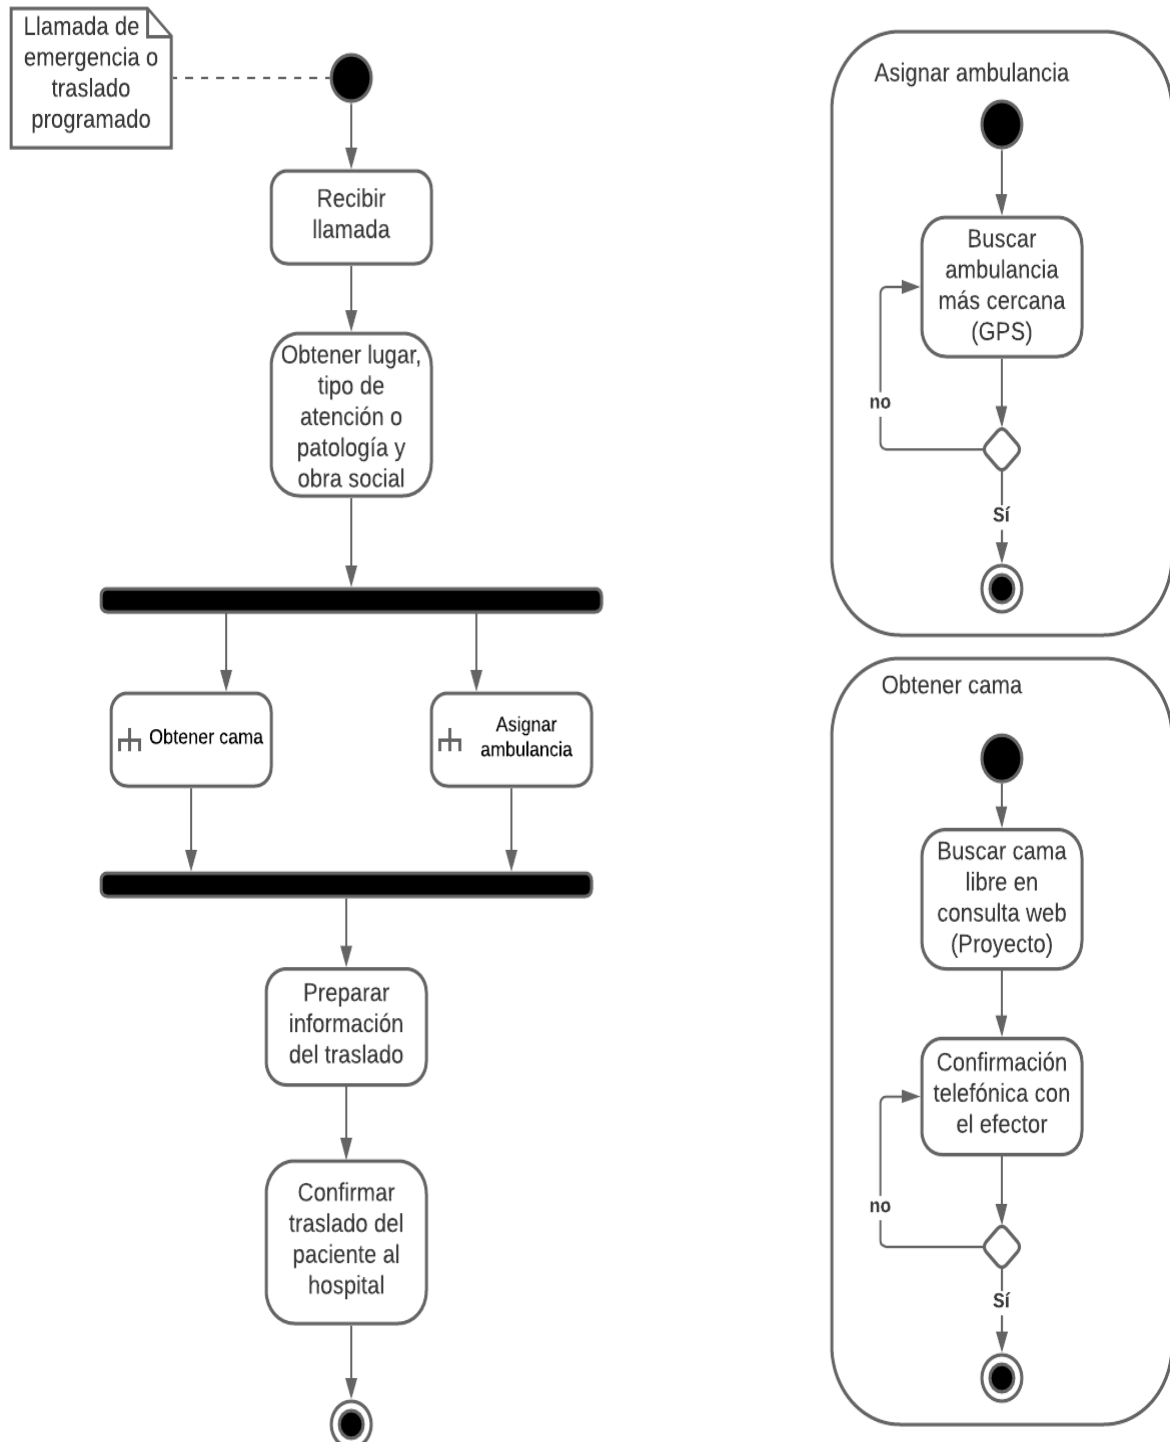 Llamada de
emergencia o
traslado
programado
Recibir
llamada
Obtener lugar,
tipo de
atención o
patología y
obra social
Obtener cama
Asignar
ambulancia
Preparar
información
del traslado
Confirmar
traslado del
paciente al
hospital
Asignar ambulancia
Buscar
ambulancia
más cercana
(GPS)
no
Sí
Obtener cama
Buscar cama
libre en
consulta web
(Proyecto)
Confirmación
telefónica con
el efector
no
Sí